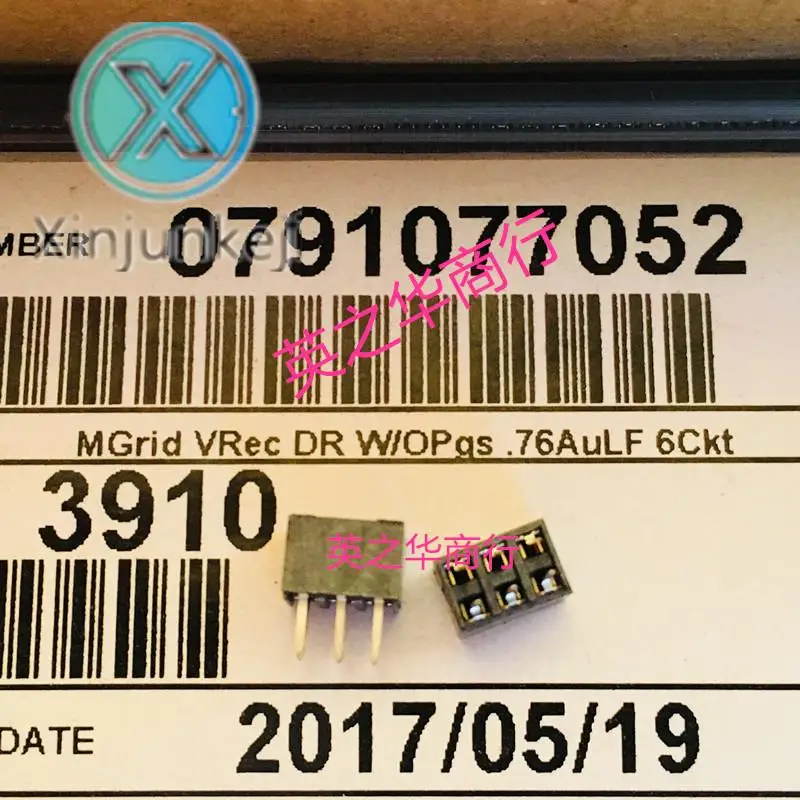 X
Xinjunkej
MBER 0791077052
英之华商行
MGrid VRec DR W/OPgs .76AuLF 6Ckt
3910
英之华商行
DATE 2017/05/19